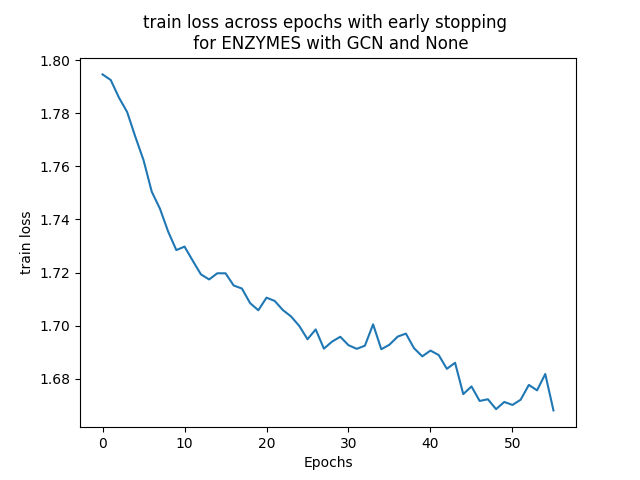 train loss across epochs with early stopping
for ENZYMES with GCN and None
1.80
1.78
1.76
1.74
1.72
1.70
1.68
train loss
0 10 20 30 40 50
Epochs